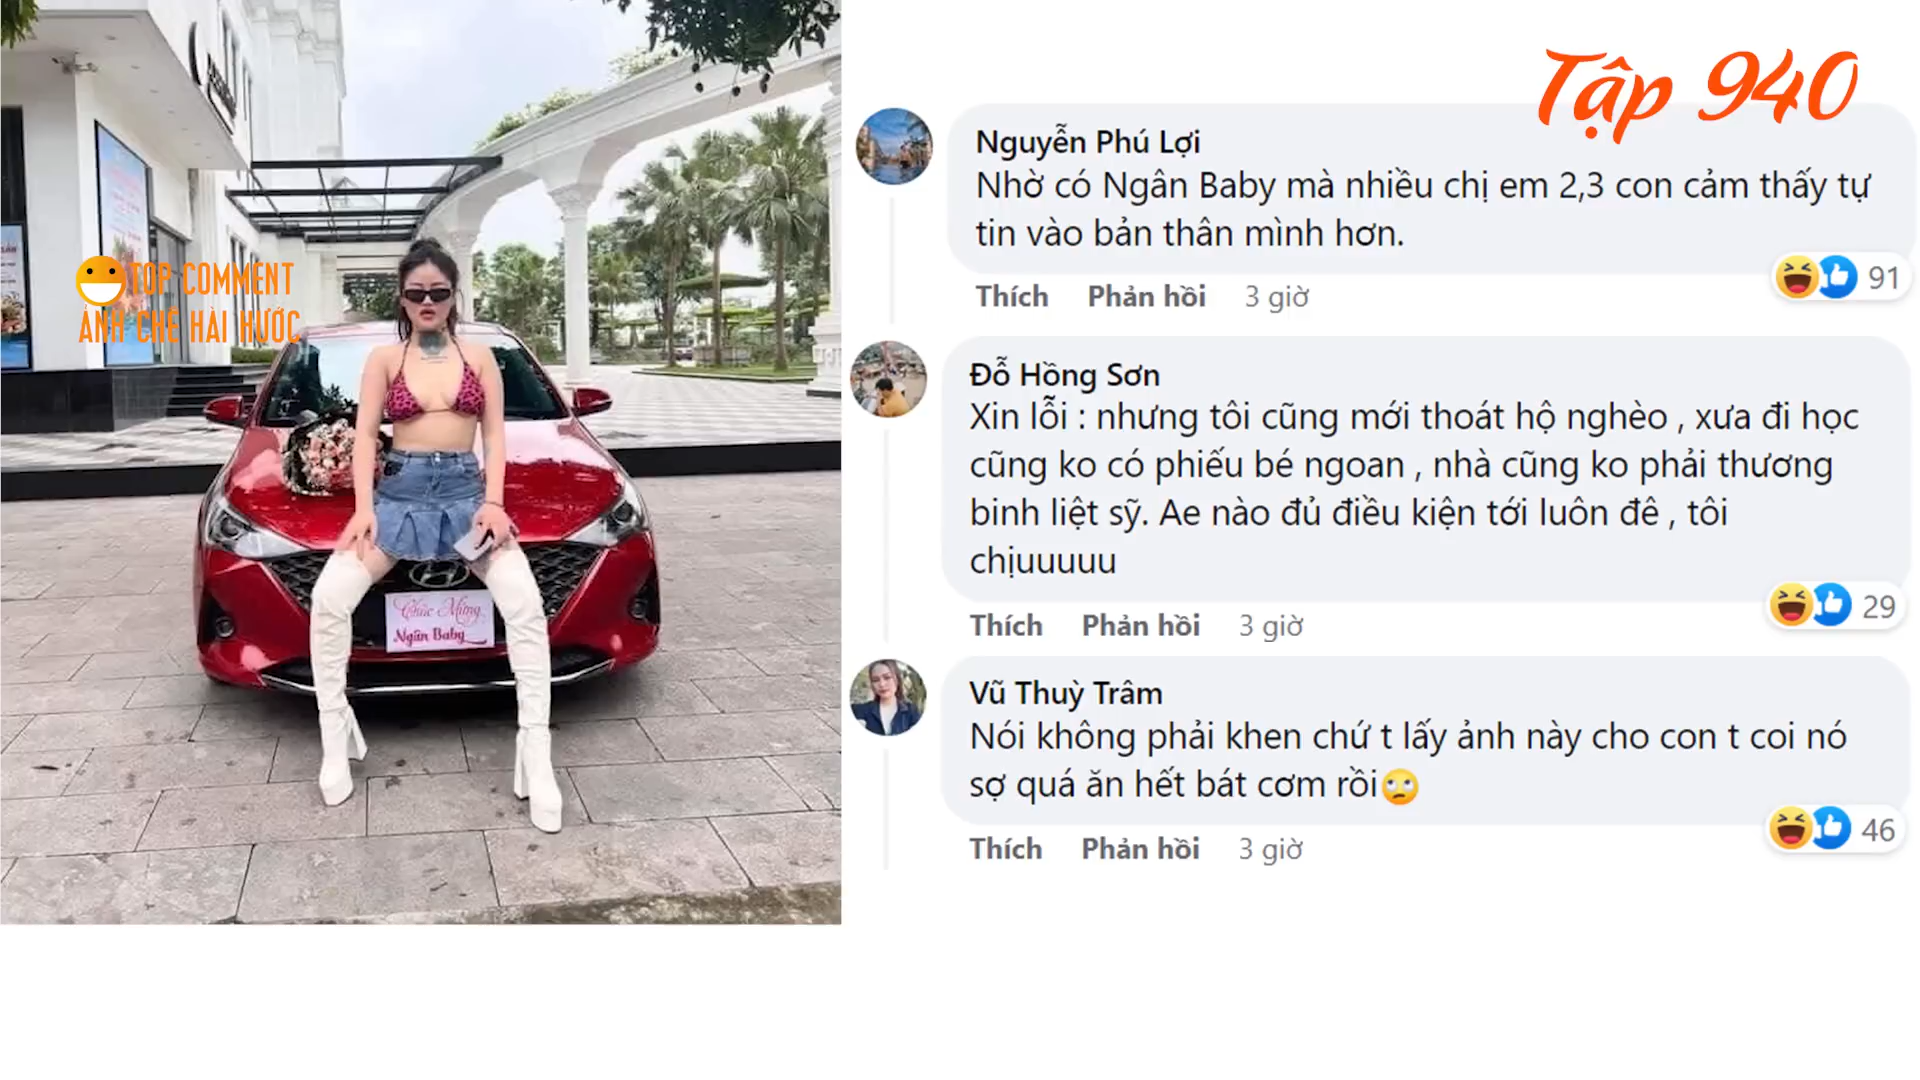 Tập 940
TOP COMMENT
ẢNH CHẾ HÀI HƯỚC
Chúc Mừng
Ngân Baby
Nguyễn Phú Lợi
Nhờ có Ngân Baby mà nhiều chị em 2,3 con cảm thấy tự
tin vào bản thân mình hơn.
91
Thích Phản hồi 3 giờ
Đỗ Hồng Sơn
Xin lỗi : nhưng tôi cũng mới thoát hộ nghèo , xưa đi học
cũng ko có phiếu bé ngoan , nhà cũng ko phải thương
binh liệt sỹ. Ae nào đủ điều kiện tới luôn đê , tôi
chịuuuuu
29
Thích Phản hồi 3 giờ
Vũ Thuỳ Trâm
Nói không phải khen chứ t lấy ảnh này cho con t coi nó
sợ quá ăn hết bát cơm rồi🙄
46
Thích Phản hồi 3 giờ